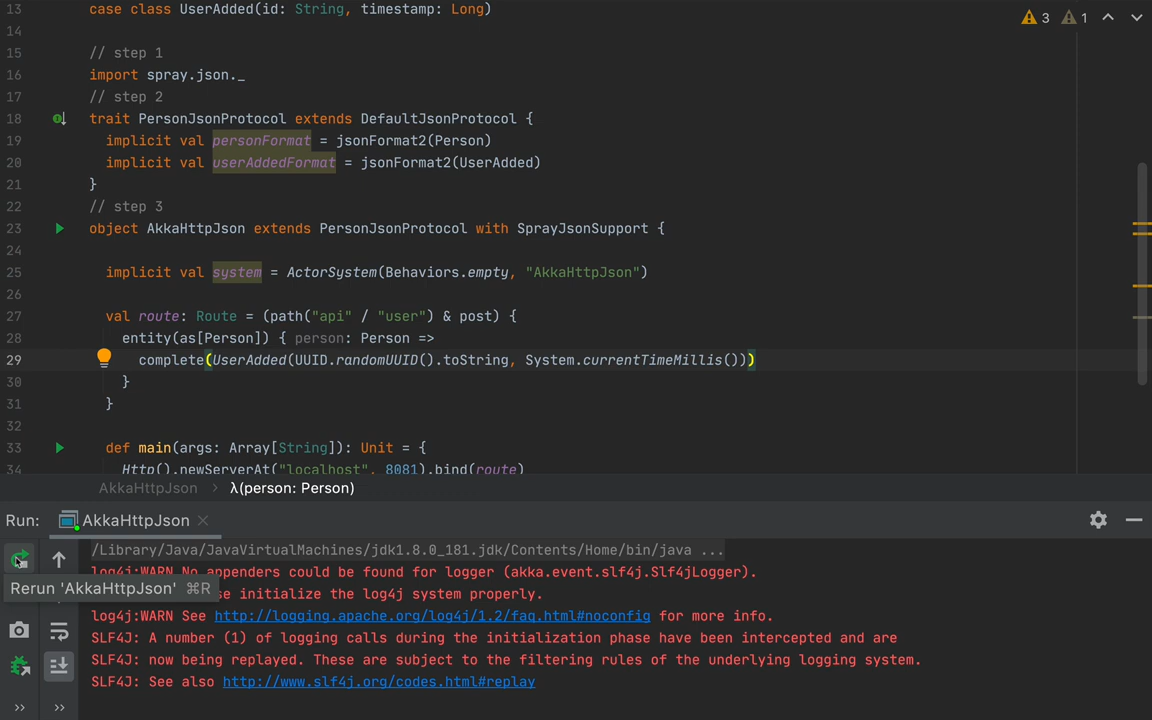 13 case class UserAdded(id: String, timestamp: Long)
3 1
14
15 // step 1
16 import spray.json._
17 // step 2
18 trait PersonJsonProtocol extends DefaultJsonProtocol {
19 implicit val personFormat = jsonFormat2(Person)
20 implicit val userAddedFormat = jsonFormat2(UserAdded)
21 }
22 // step 3
23 object AkkaHttpJson extends PersonJsonProtocol with SprayJsonSupport {
24
25 implicit val system = ActorSystem(Behaviors.empty, "AkkaHttpJson")
26
27 val route: Route = (path("api" / "user") & post) {
28 entity(as[Person]) { person: Person =>
29 complete(UserAdded(UUID.randomUUID().toString, System.currentTimeMillis()))
30 }
31 }
32
33 def main(args: Array[String]): Unit = {
34 Http().newServerAt("localhost", 8081).bind(route)
AkkaHttpJson > λ(person: Person)
Run: AkkaHttpJson
/Library/Java/JavaVirtualMachines/jdk1.8.0_181.jdk/Contents/Home/bin/java ...
log4j:WARN No appenders could be found for logger (akka.event.slf4j.Slf4jLogger).
Rerun 'AkkaHttpJson' ⌘R
se initialize the log4j system properly.
log4j:WARN See http://logging.apache.org/log4j/1.2/faq.html#noconfig for more info.
SLF4J: A number (1) of logging calls during the initialization phase have been intercepted and are
SLF4J: now being replayed. These are subject to the filtering rules of the underlying logging system.
SLF4J: See also http://www.slf4j.org/codes.html#replay